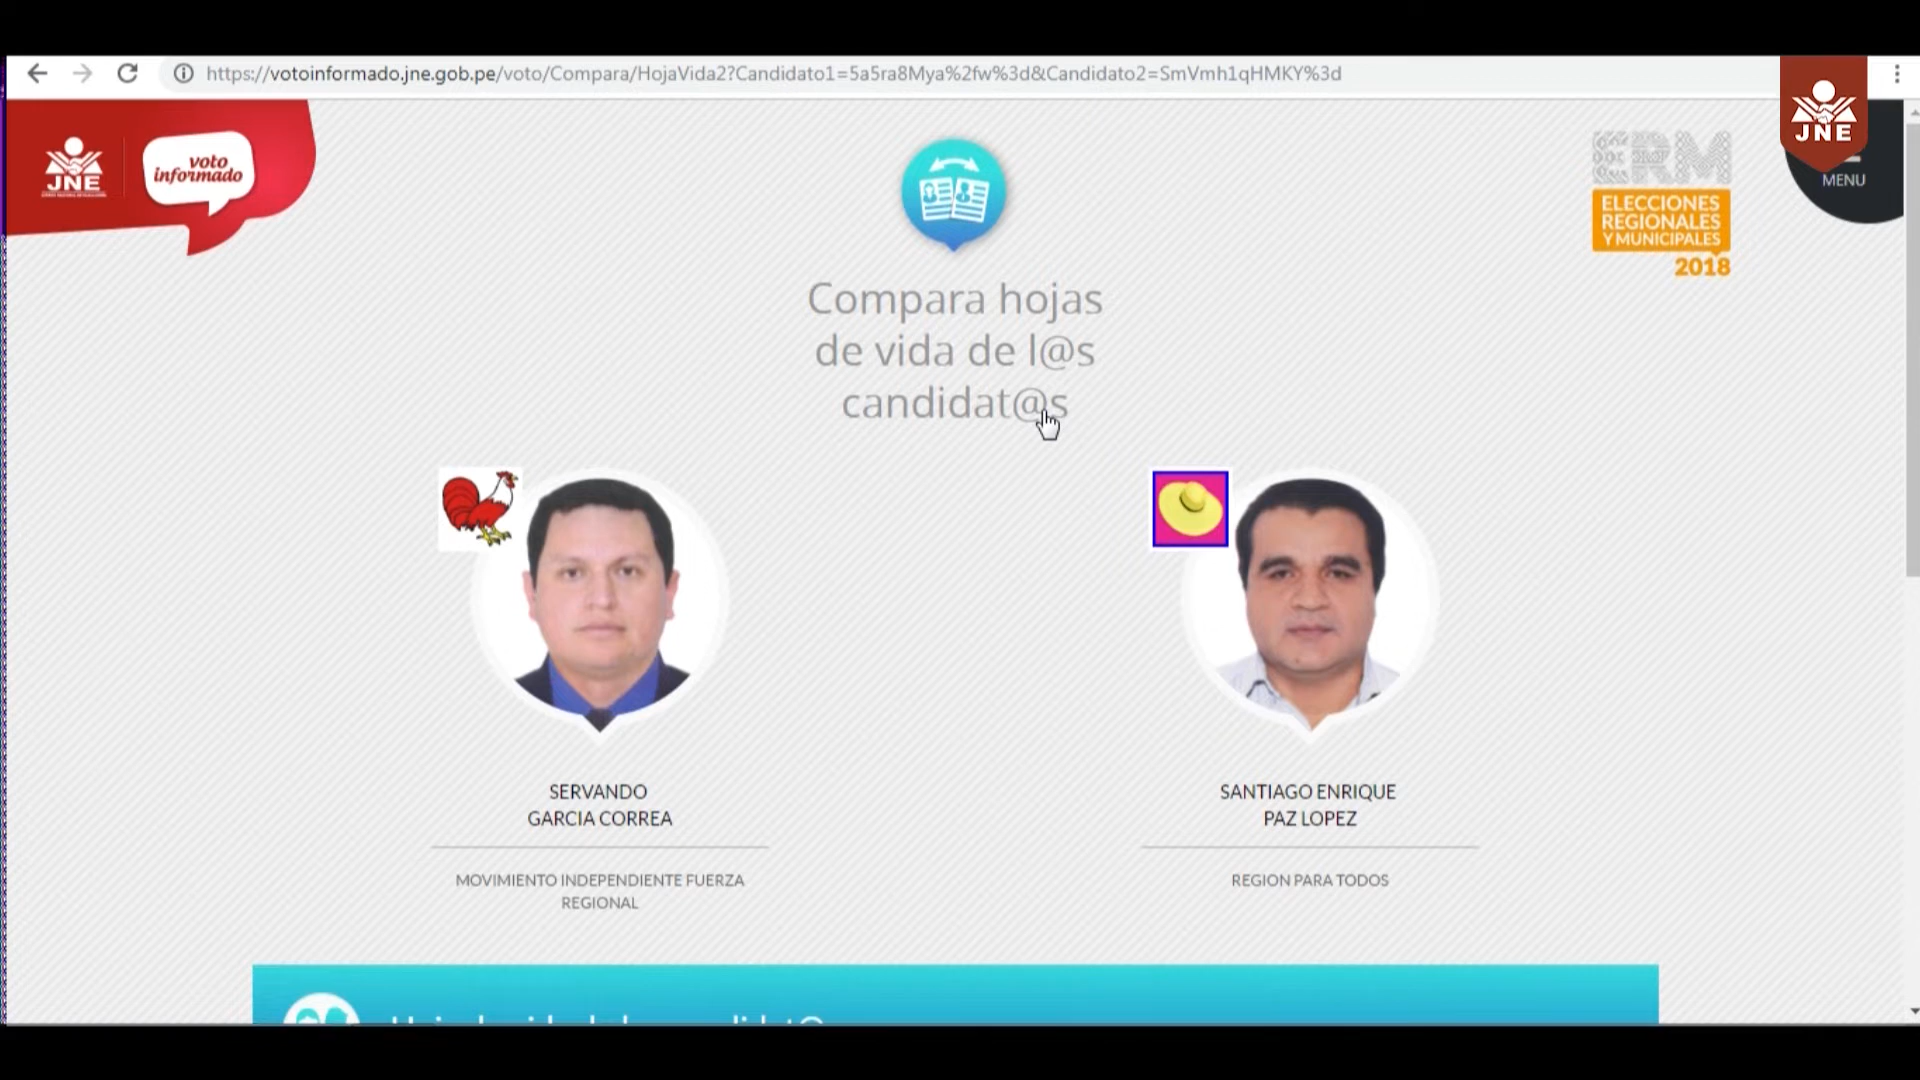 https://votoinformado.jne.gob.pe/voto/Compara/HojaVida2?Candidato1=5a5ra8Mya%2fw%3d&Candidato2=SmVmh1qHMKY%3d
JNE
JNE
voto
informado
ERM
ELECCIONES
REGIONALES
Y MUNICIPALES
2018
MENU
Compara hojas
de vida de l@s
candidat@s
SERVANDO
GARCIA CORREA
MOVIMIENTO INDEPENDIENTE FUERZA
REGIONAL
SANTIAGO ENRIQUE
PAZ LOPEZ
REGION PARA TODOS